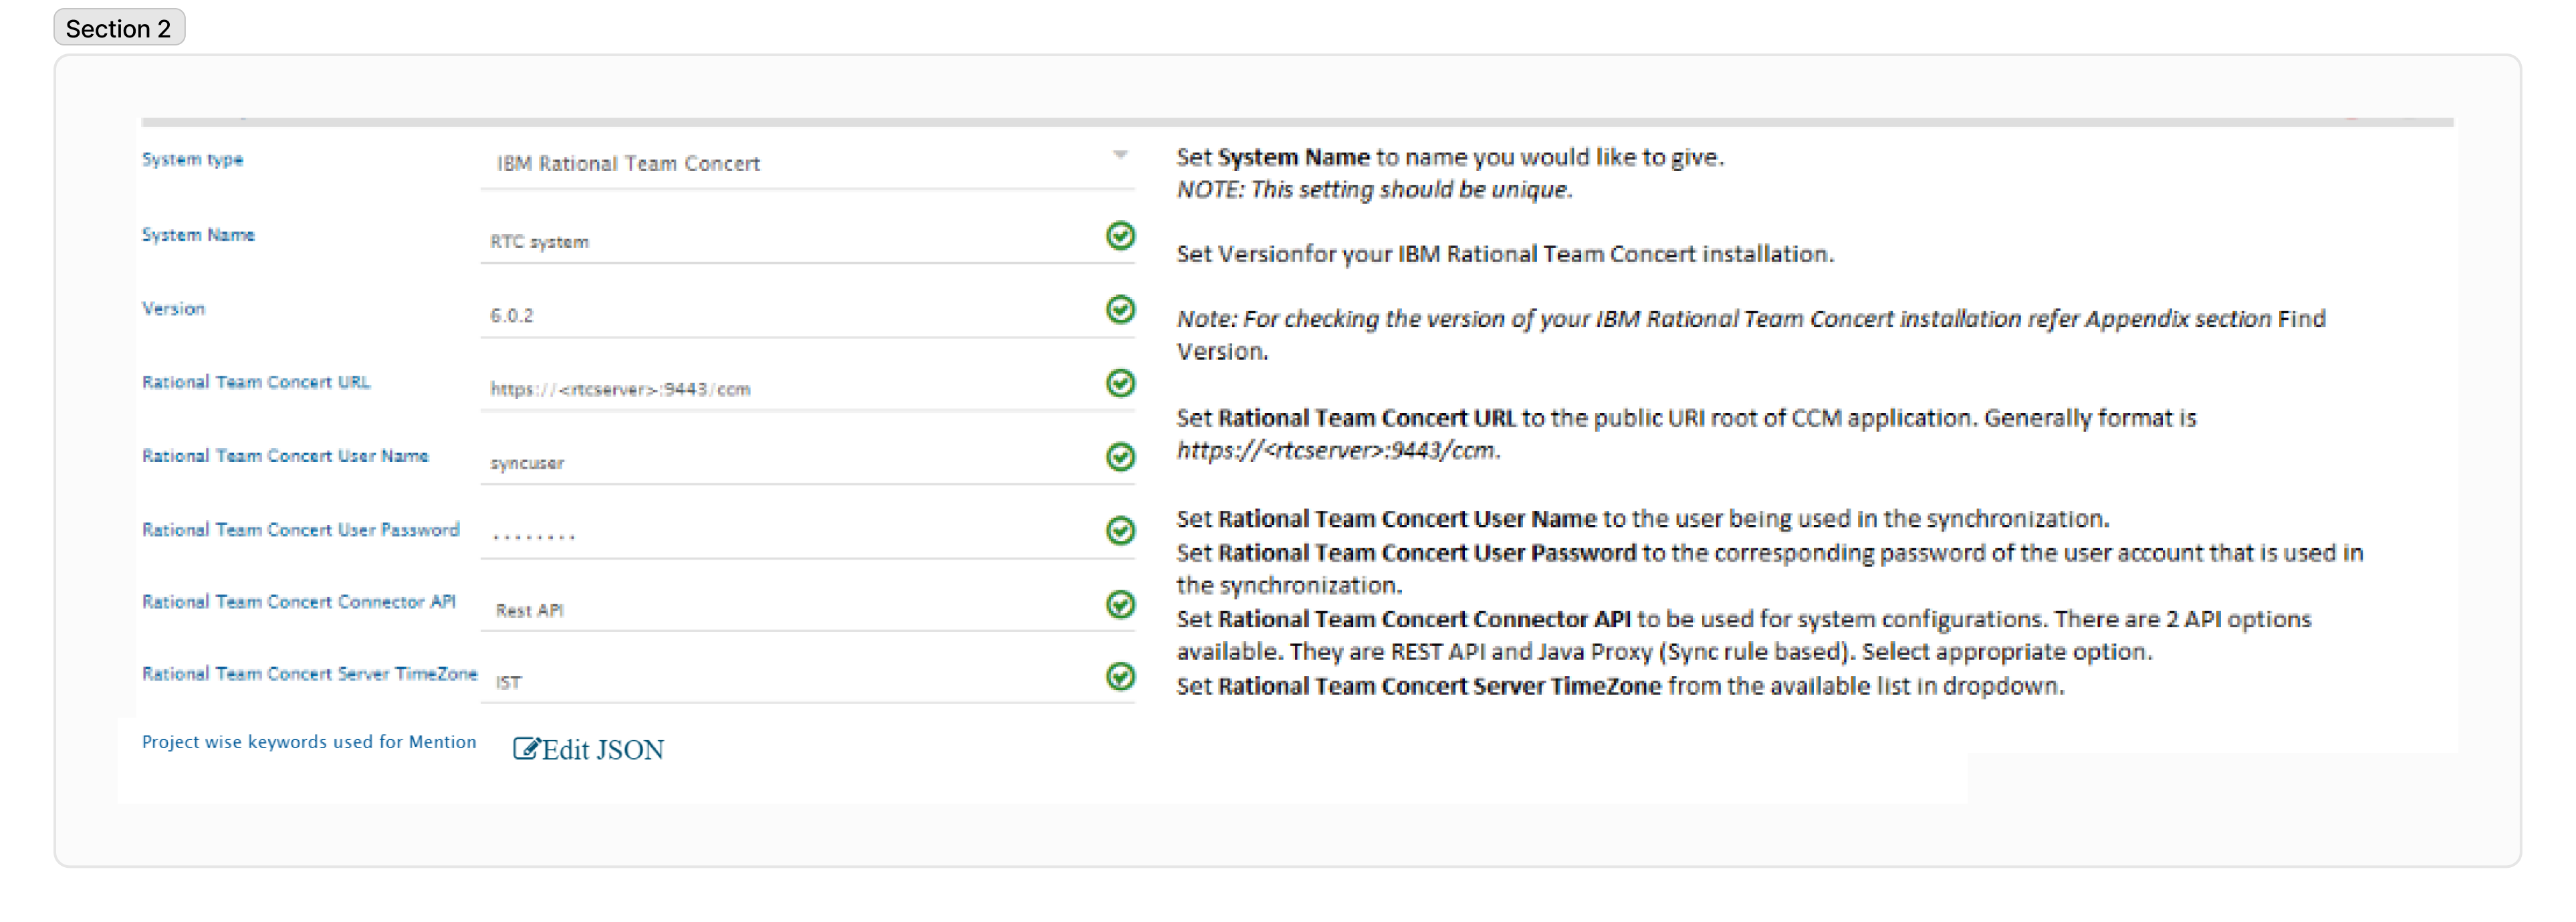 Section 2
System type
IBM Rational Team Concert
System Name
RTC system
Version
6.0.2
Rational Team Concert URL
https://<rtcserver>:9443/ccm
Rational Team Concert User Name
syncuser
Rational Team Concert User Password
........
Rational Team Concert Connector API
Rest API
Rational Team Concert Server TimeZone
IST
Project wise keywords used for Mention
Edit JSON
Set System Name to name you would like to give.
NOTE: This setting should be unique.
Set Versionfor your IBM Rational Team Concert installation.
Note: For checking the version of your IBM Rational Team Concert installation refer Appendix section Find
Version.
Set Rational Team Concert URL to the public URI root of CCM application. Generally format is
https://<rtcserver>:9443/ccm.
Set Rational Team Concert User Name to the user being used in the synchronization.
Set Rational Team Concert User Password to the corresponding password of the user account that is used in
the synchronization.
Set Rational Team Concert Connector API to be used for system configurations. There are 2 API options
available. They are REST API and Java Proxy (Sync rule based). Select appropriate option.
Set Rational Team Concert Server TimeZone from the available list in dropdown.